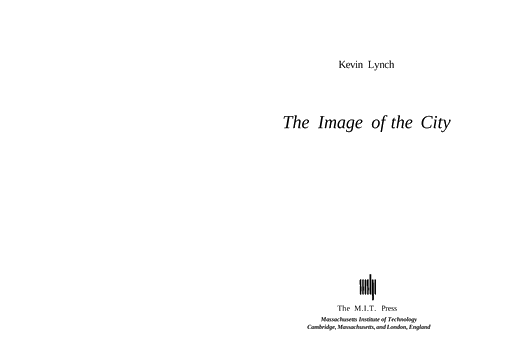 Kevin Lynch
The Image of the City
The M.I.T. Press
Massachusetts Institute of Technology
Cambridge, Massachusetts, and London, England